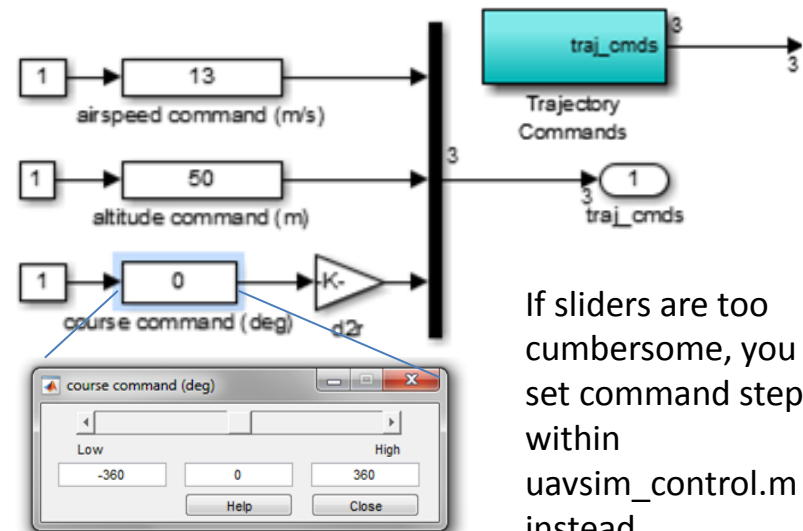 1
13
airspeed command (m/s)
1
50
altitude command (m)
1
0
course command (deg)
-K-
d2r
3
traj_cmds
3
3
Trajectory
Commands
3
1
traj_cmds
course command (deg)
Low
High
-360
0
360
Help
Close
If sliders are too
cumbersome, you
set command step
within
uavsim_control.m
instead